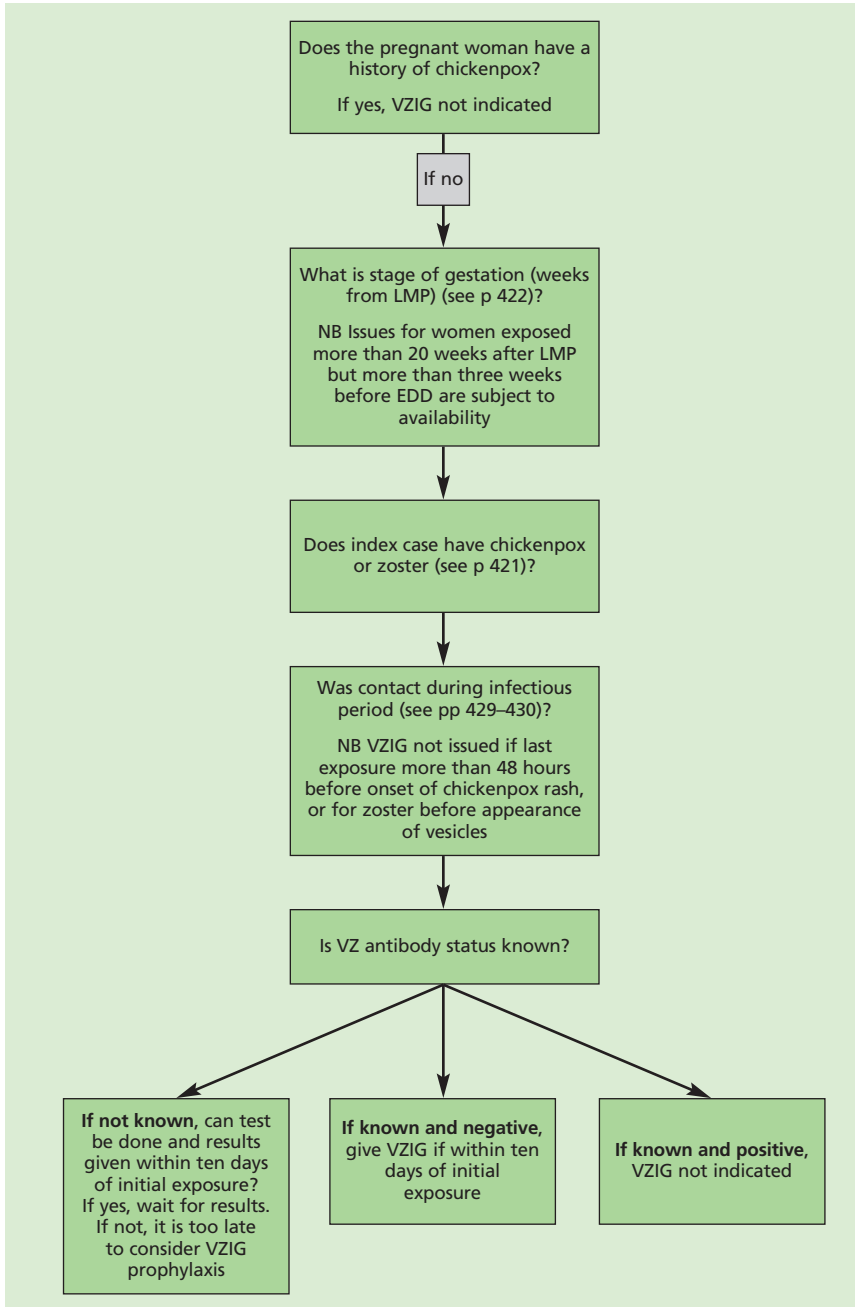 Does the pregnant woman have a
history of chickenpox?
If yes, VZIG not indicated
If no
What is stage of gestation (weeks
from LMP) (see p 422)?
NB Issues for women exposed
more than 20 weeks after LMP
but more than three weeks
before EDD are subject to
availability
Does index case have chickenpox
or zoster (see p 421)?
Was contact during infectious
period (see pp 429–430)?
NB VZIG not issued if last
exposure more than 48 hours
before onset of chickenpox rash,
or for zoster before appearance
of vesicles
Is VZ antibody status known?
If not known, can test
be done and results
given within ten days
of initial exposure?
If yes, wait for results.
If not, it is too late
to consider VZIG
prophylaxis
If known and negative,
give VZIG if within ten
days of initial
exposure
If known and positive,
VZIG not indicated